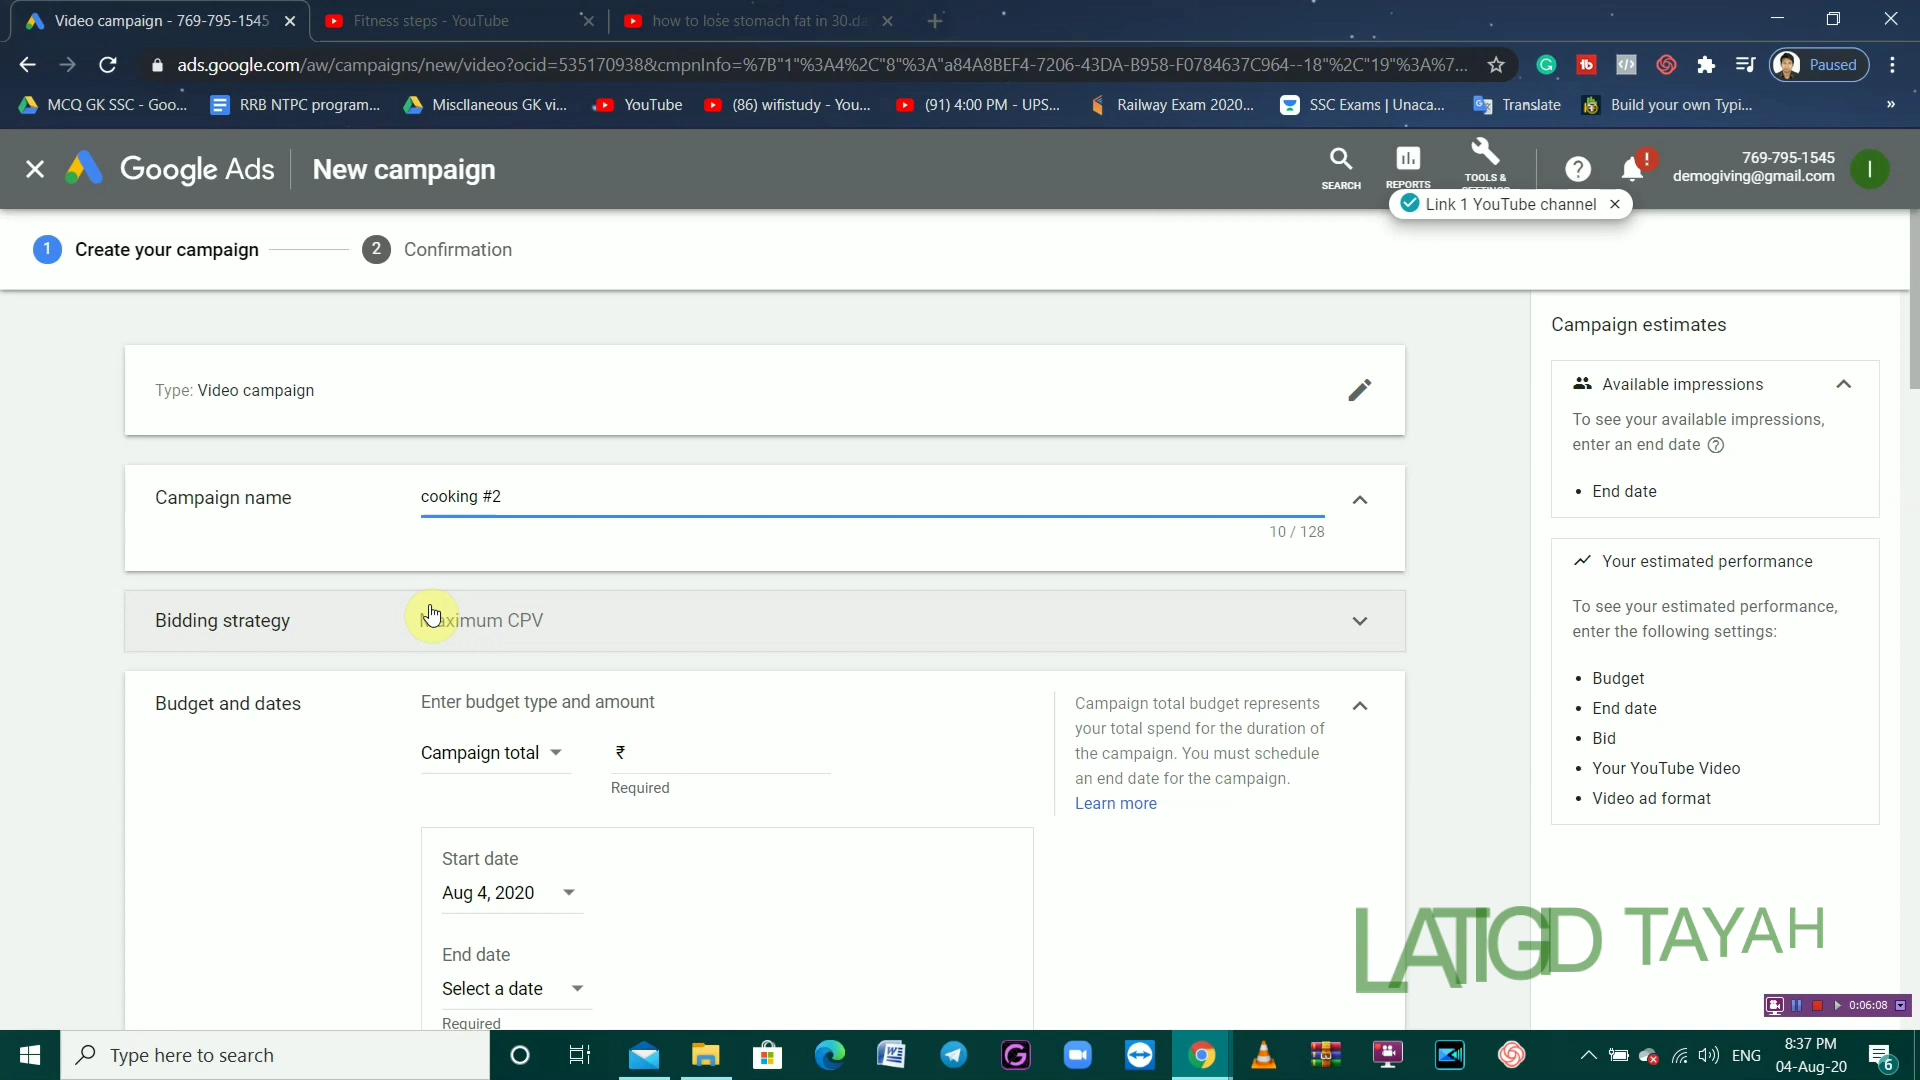 Video campaign - 769-795-1545
Fitness steps - YouTube
how to lose stomach fat in 30.da
ads.google.com/aw/campaigns/new/video?ocid=535170938&cmpnInfo=%7B"1"%3A4%2C"8"%3A"a84A8BEF4-7206-43DA-B958-F0784637C964--18"%2C"19"%3A%7...
Paused
MCQ GK SSC - Goo...
RRB NTPC program...
Miscllaneous GK vi...
YouTube
(86) wifistudy - You...
(91) 4:00 PM - UPS...
Railway Exam 2020...
SSC Exams | Unaca...
Translate
Build your own Typi...
»
Google Ads
New campaign
SEARCH
REPORTS
TOOLS &
769-795-1545
demogiving@gmail.com
I
Link 1 YouTube channel
1 Create your campaign
2 Confirmation
Type: Video campaign
Campaign name
cooking #2
10 / 128
Bidding strategy
Maximum CPV
Budget and dates
Enter budget type and amount
Campaign total
₹
Required
Campaign total budget represents
your total spend for the duration of
the campaign. You must schedule
an end date for the campaign.
Learn more
Start date
Aug 4, 2020
End date
Select a date
Required
Campaign estimates
Available impressions
To see your available impressions,
enter an end date
• End date
Your estimated performance
To see your estimated performance,
enter the following settings:
• Budget
• End date
• Bid
• Your YouTube Video
• Video ad format
TAYAH
0:06:08
Type here to search
ENG
8:37 PM
04-Aug-20
6